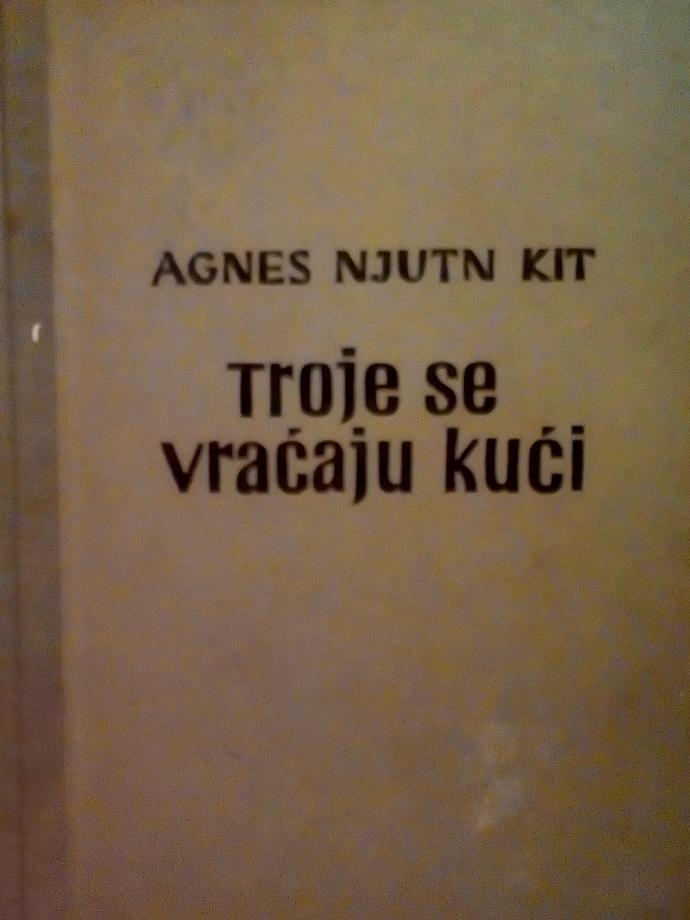 AGNES NJUTN KIT
Troje se
vraćaju kući